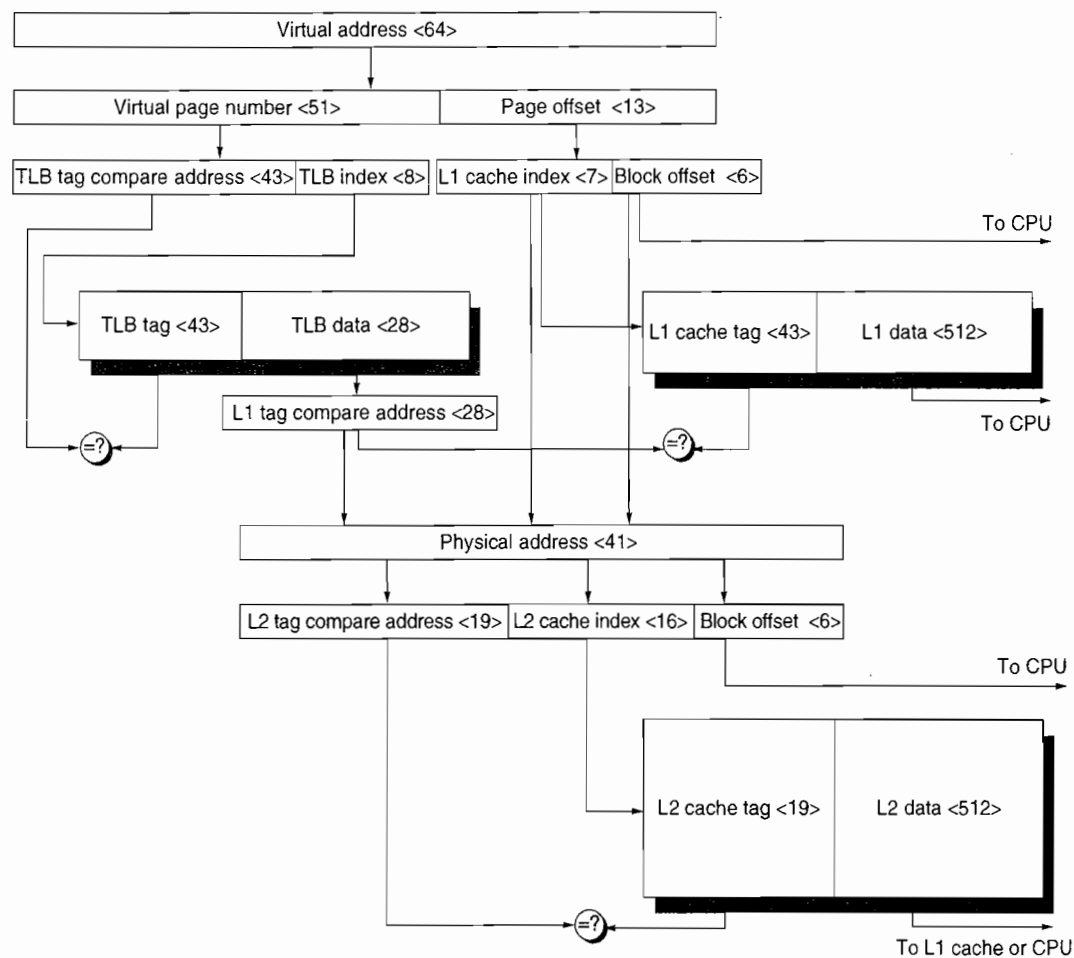 Virtual address <64>
Virtual page number <51> Page offset <13>
TLB tag compare address <43> TLB index <8> L1 cache index <7> Block offset <6>
To CPU
TLB tag <43> TLB data <28> L1 cache tag <43> L1 data <512>
L1 tag compare address <28> To CPU
=? =?
Physical address <41>
L2 tag compare address <19> L2 cache index <16> Block offset <6>
To CPU
L2 cache tag <19> L2 data <512>
=?
To L1 cache or CPU